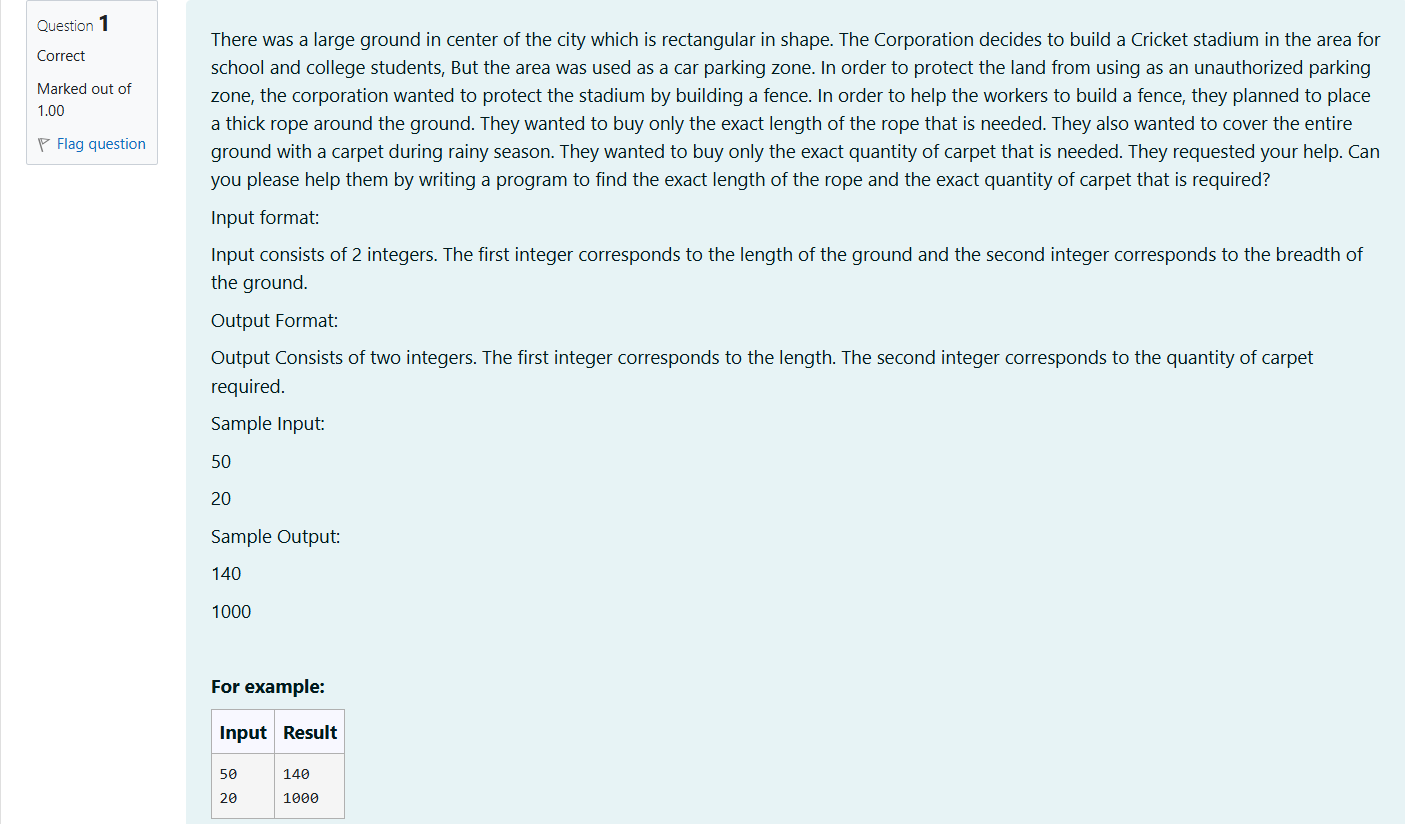 Question 1
Correct
Marked out of
1.00
Flag question
There was a large ground in center of the city which is rectangular in shape. The Corporation decides to build a Cricket stadium in the area for
school and college students, But the area was used as a car parking zone. In order to protect the land from using as an unauthorized parking
zone, the corporation wanted to protect the stadium by building a fence. In order to help the workers to build a fence, they planned to place
a thick rope around the ground. They wanted to buy only the exact length of the rope that is needed. They also wanted to cover the entire
ground with a carpet during rainy season. They wanted to buy only the exact quantity of carpet that is needed. They requested your help. Can
you please help them by writing a program to find the exact length of the rope and the exact quantity of carpet that is required?
Input format:
Input consists of 2 integers. The first integer corresponds to the length of the ground and the second integer corresponds to the breadth of
the ground.
Output Format:
Output Consists of two integers. The first integer corresponds to the length. The second integer corresponds to the quantity of carpet
required.
Sample Input:
50
20
Sample Output:
140
1000
For example:
Input Result
50 140
20 1000